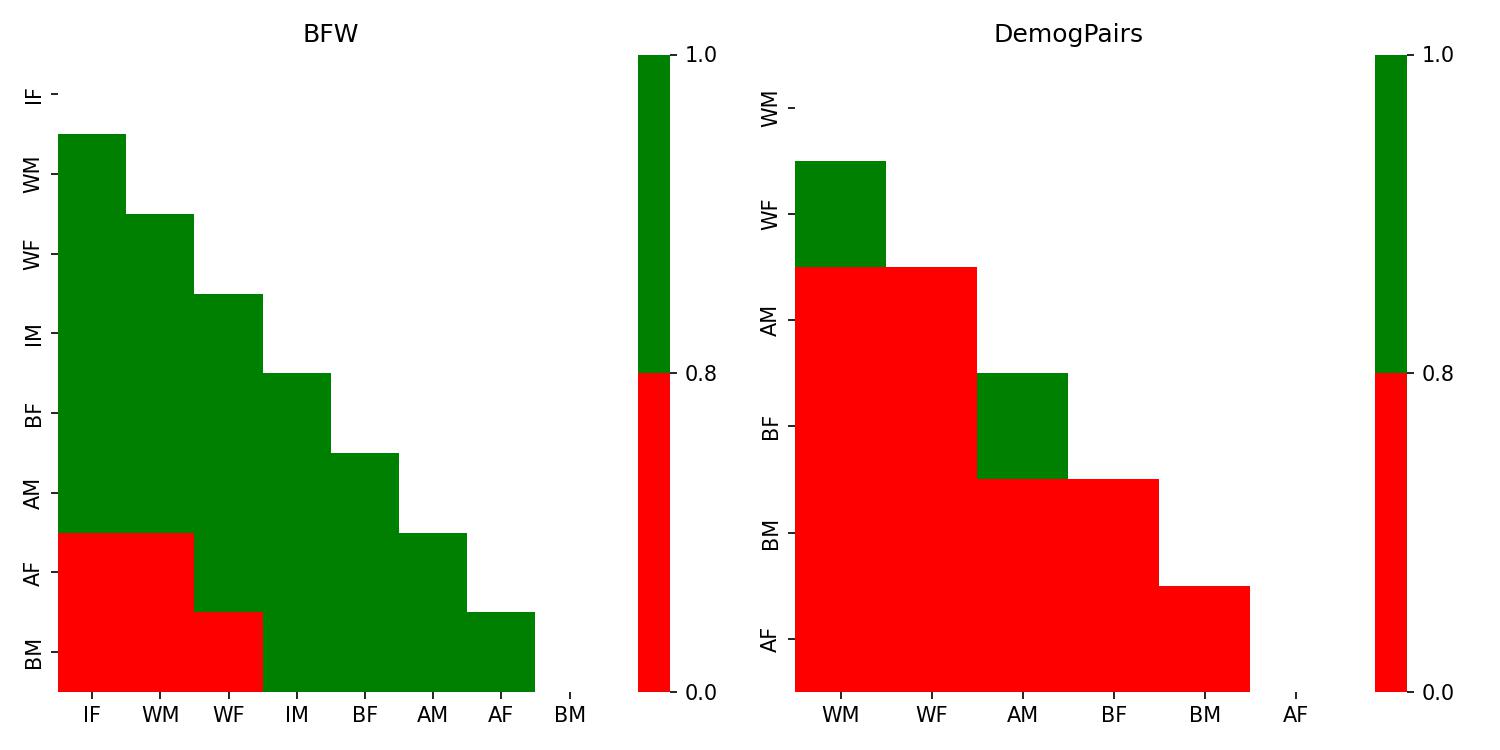 BFW
IF
WM
WF
IM
BF
AM
AF
BM
IF WM WF IM BF AM AF BM
1.0
0.8
0.0
DemogPairs
WM
WF
AM
BF
BM
AF
WM WF AM BF BM AF
1.0
0.8
0.0